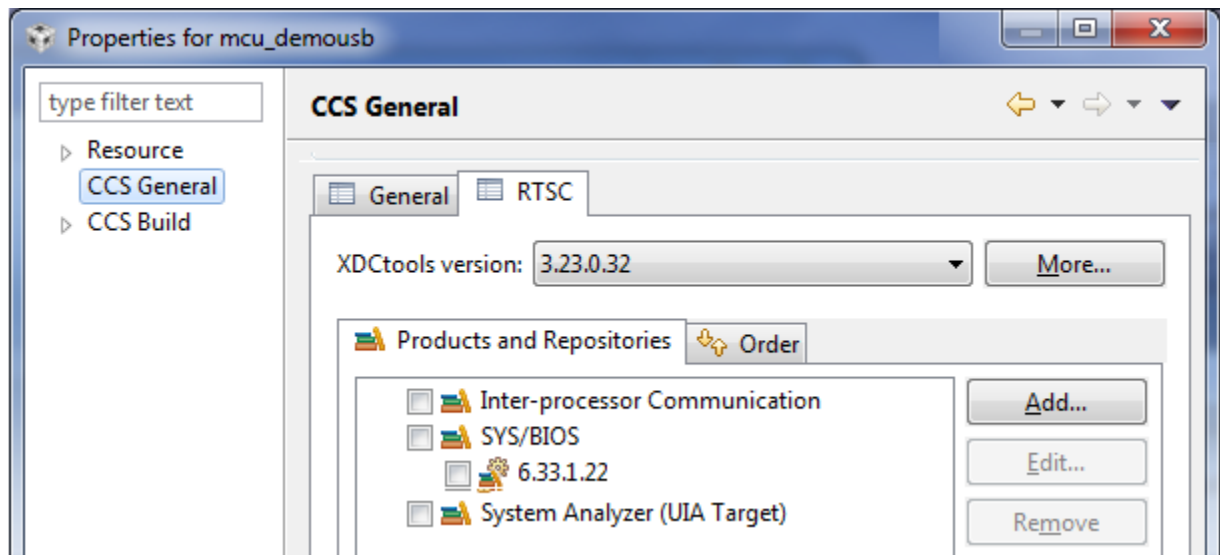 Properties for mcu_demousb
type filter text
Resource
CCS General
CCS Build
CCS General
General
RTSC
XDCtools version: 3.23.0.32 More...
Products and Repositories
Order
Inter-processor Communication
SYS/BIOS
6.33.1.22
System Analyzer (UIA Target)
Add...
Edit...
Remove